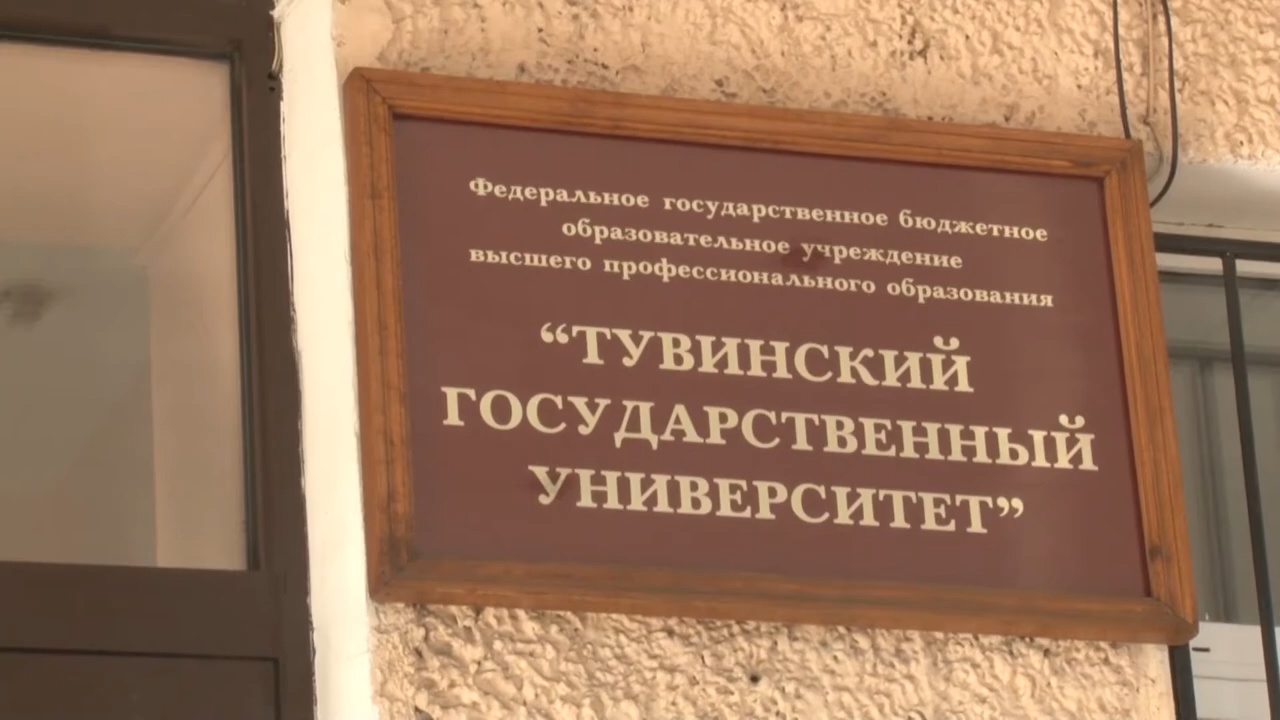 Федеральное государственное бюджетное
образовательное учреждение
высшего профессионального образования
“ТУВИНСКИЙ
ГОСУДАРСТВЕННЫЙ
УНИВЕРСИТЕТ”